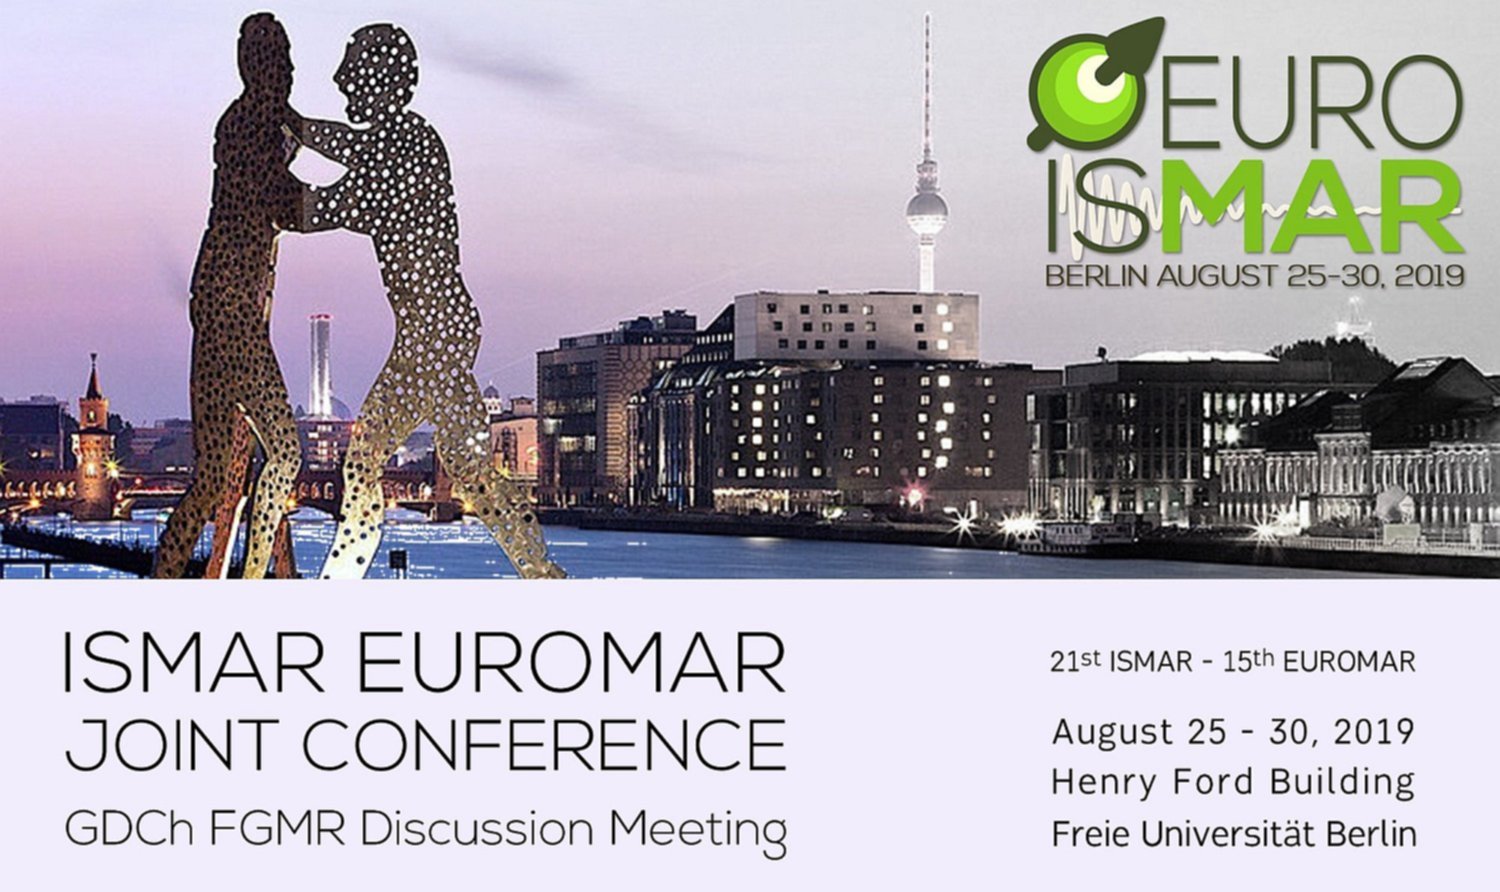 EURO
ISMAR
BERLIN AUGUST 25-30, 2019
ISMAR EUROMAR
JOINT CONFERENCE
GDCh FGMR Discussion Meeting
21st ISMAR - 15th EUROMAR
August 25 - 30, 2019
Henry Ford Building
Freie Universität Berlin